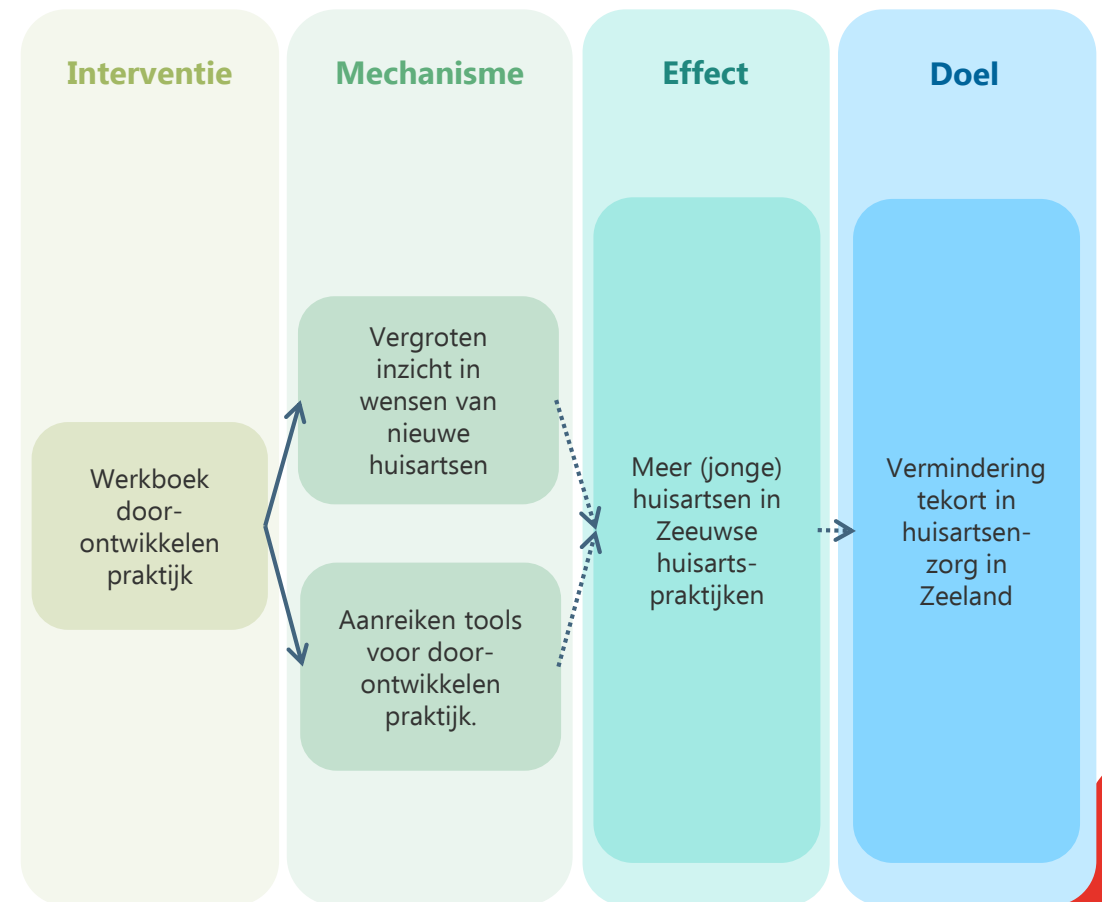 Interventie
Mechanisme
Effect
Doel
Werkboek
door-
ontwikkelen
praktijk
Vergroten
inzicht in
wensen van
nieuwe
huisartsen
Aanreiken tools
voor door-
ontwikkelen
praktijk.
Meer (jonge)
huisartsen in
Zeeuwse
huisarts-
praktijken
Vermindering
tekort in
huisartsen-
zorg in
Zeeland